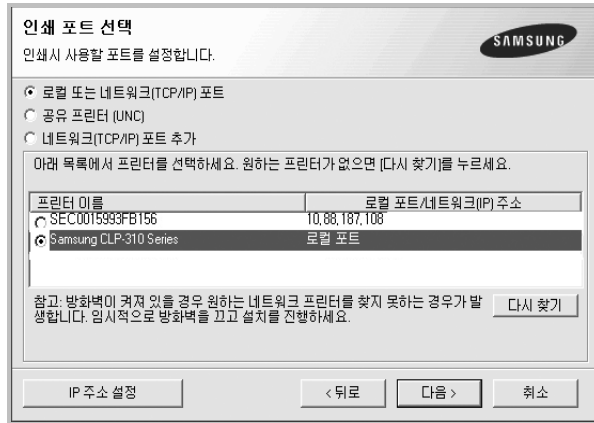 인쇄 포트 선택
인쇄시 사용할 포트를 설정합니다.
SAMSUNG
로컬 또는 네트워크(TCP/IP) 포트
공유 프린터 (UNC)
네트워크(TCP/IP) 포트 추가
아래 목록에서 프린터를 선택하세요. 원하는 프린터가 없으면 [다시 찾기]를 누르세요.
프린터 이름 로컬 포트/네트워크(IP) 주소
SEC0015993FB156 10,88,187,108
Samsung CLP-310 Series 로컬 포트
참고: 방화벽이 켜져 있을 경우 원하는 네트워크 프린터를 찾지 못하는 경우가 발
생합니다. 임시적으로 방화벽을 끄고 설치를 진행하세요.
다시 찾기
IP 주소 설정 < 뒤로 다음 > 취소